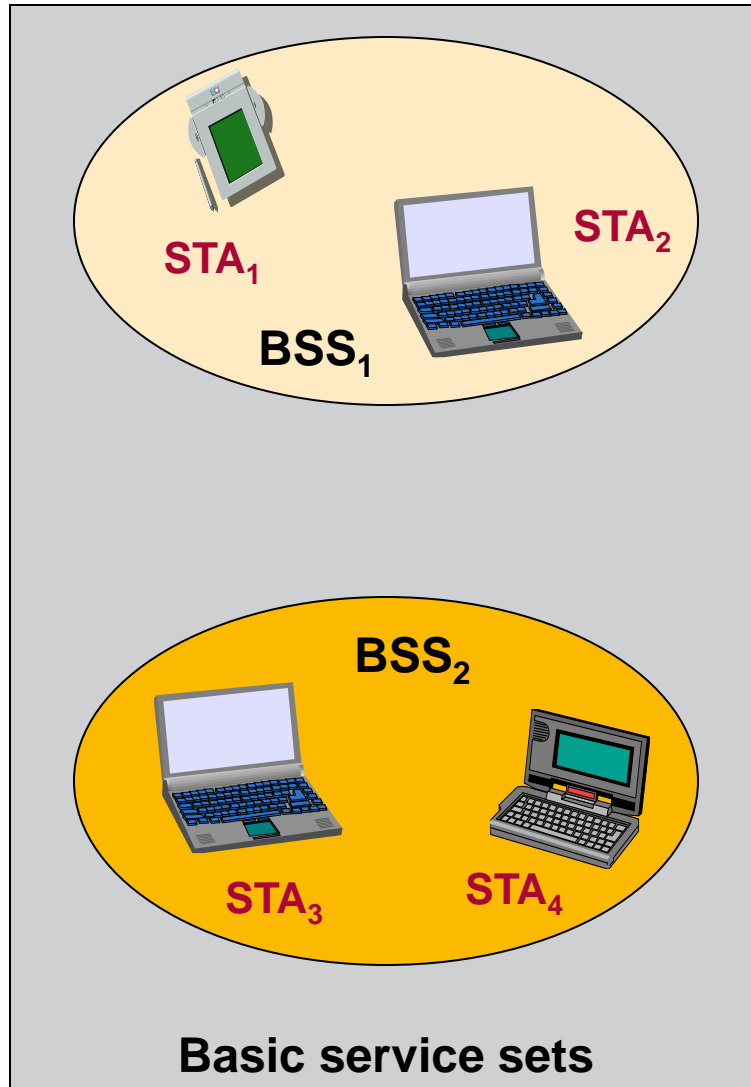 STA₁
STA₂
BSS₁
BSS₂
STA₃
STA₄
Basic service sets